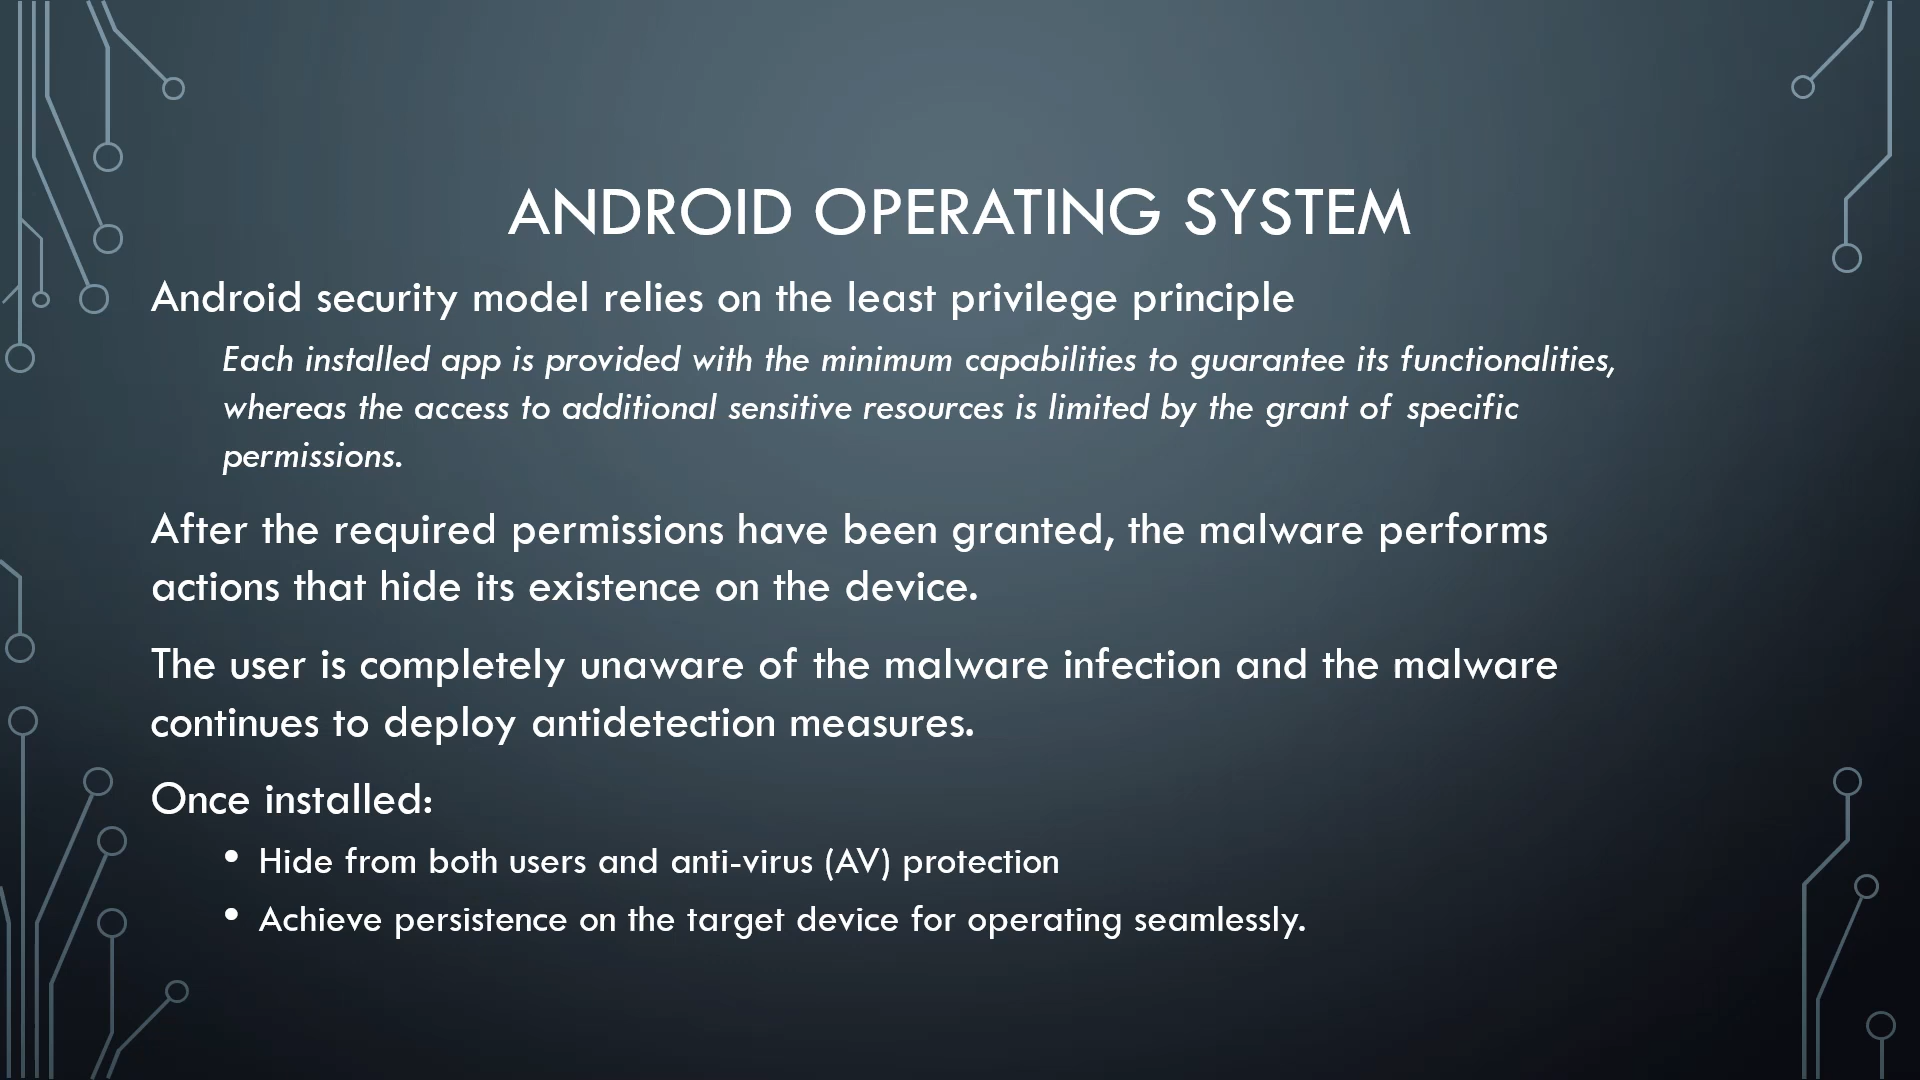 ANDROID OPERATING SYSTEM
Android security model relies on the least privilege principle
Each installed app is provided with the minimum capabilities to guarantee its functionalities,
whereas the access to additional sensitive resources is limited by the grant of specific
permissions.
After the required permissions have been granted, the malware performs
actions that hide its existence on the device.
The user is completely unaware of the malware infection and the malware
continues to deploy antidetection measures.
Once installed:
• Hide from both users and anti-virus (AV) protection
• Achieve persistence on the target device for operating seamlessly.